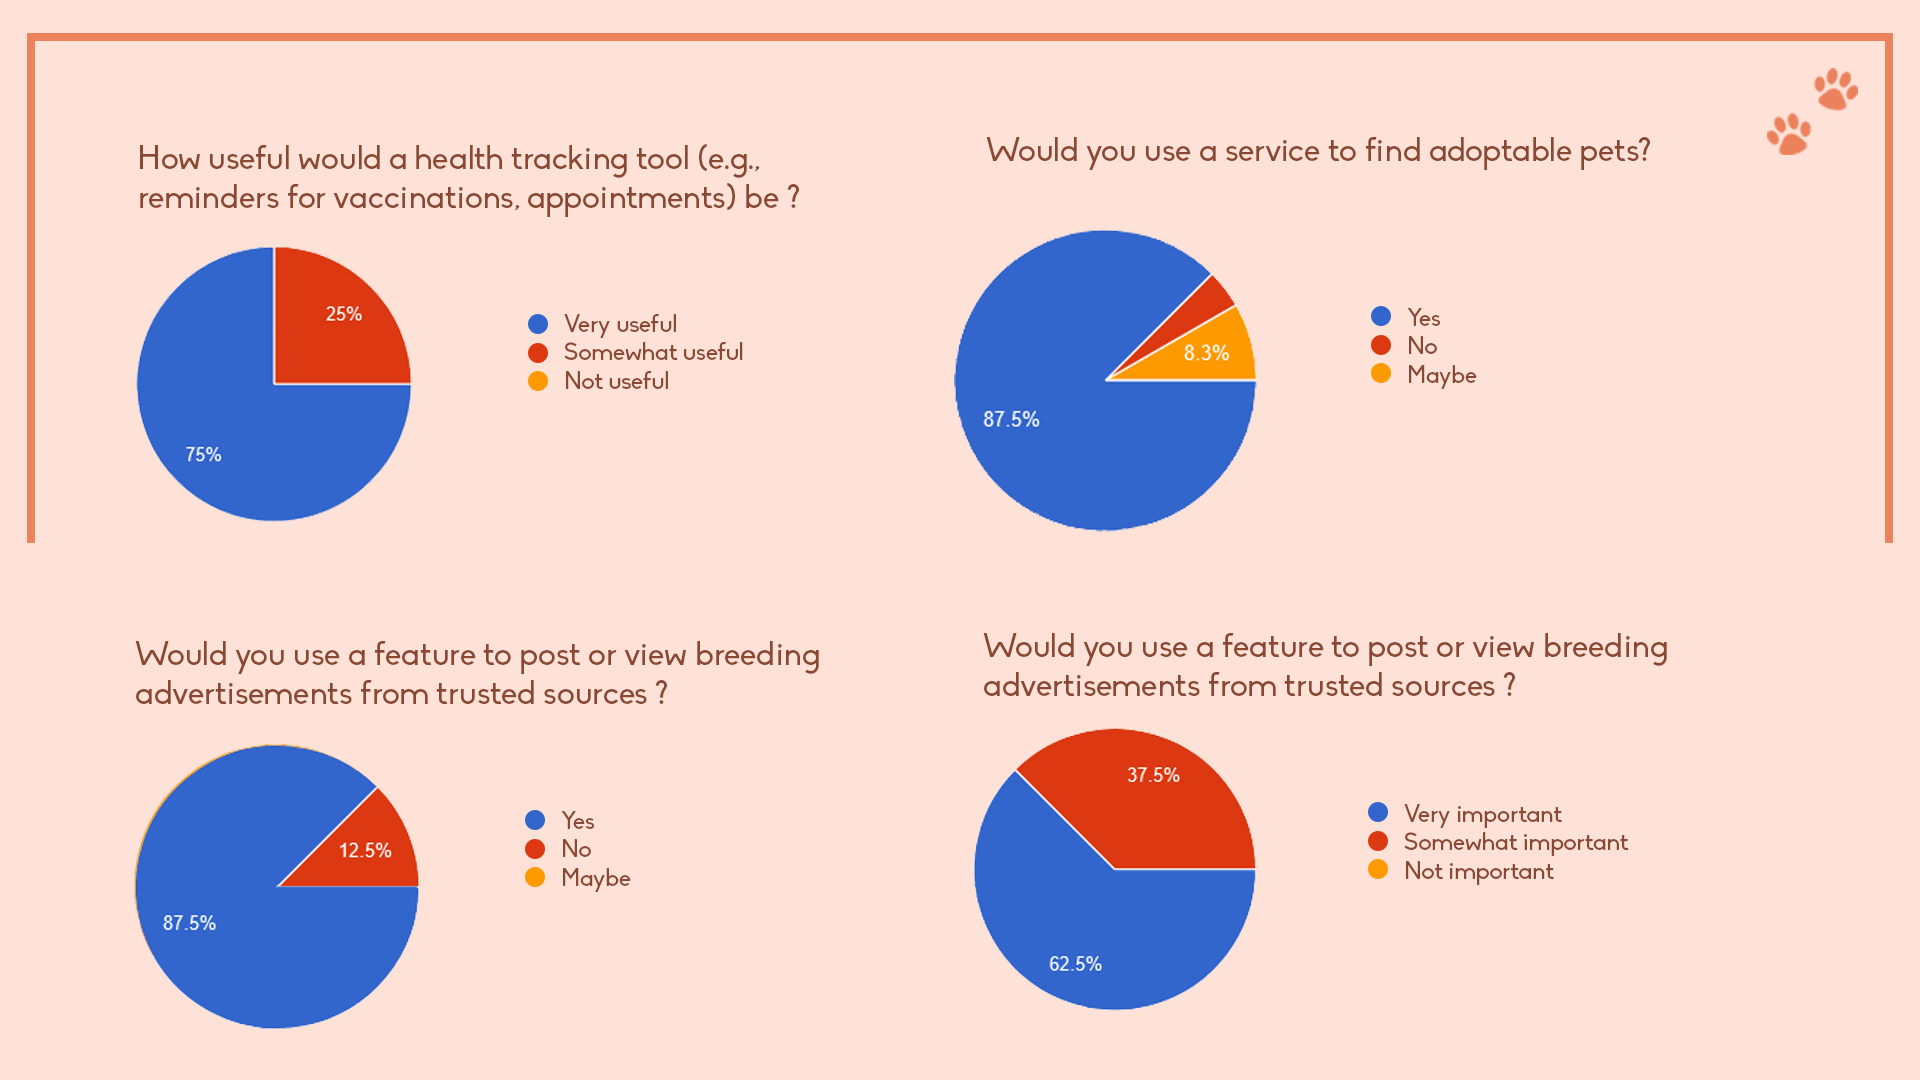 How useful would a health tracking tool (e.g.,
reminders for vaccinations, appointments) be ?
25%
75%
Very useful
Somewhat useful
Not useful
Would you use a service to find adoptable pets?
8.3%
87.5%
Yes
No
Maybe
Would you use a feature to post or view breeding
advertisements from trusted sources ?
12.5%
87.5%
Yes
No
Maybe
Would you use a feature to post or view breeding
advertisements from trusted sources ?
37.5%
62.5%
Very important
Somewhat important
Not important